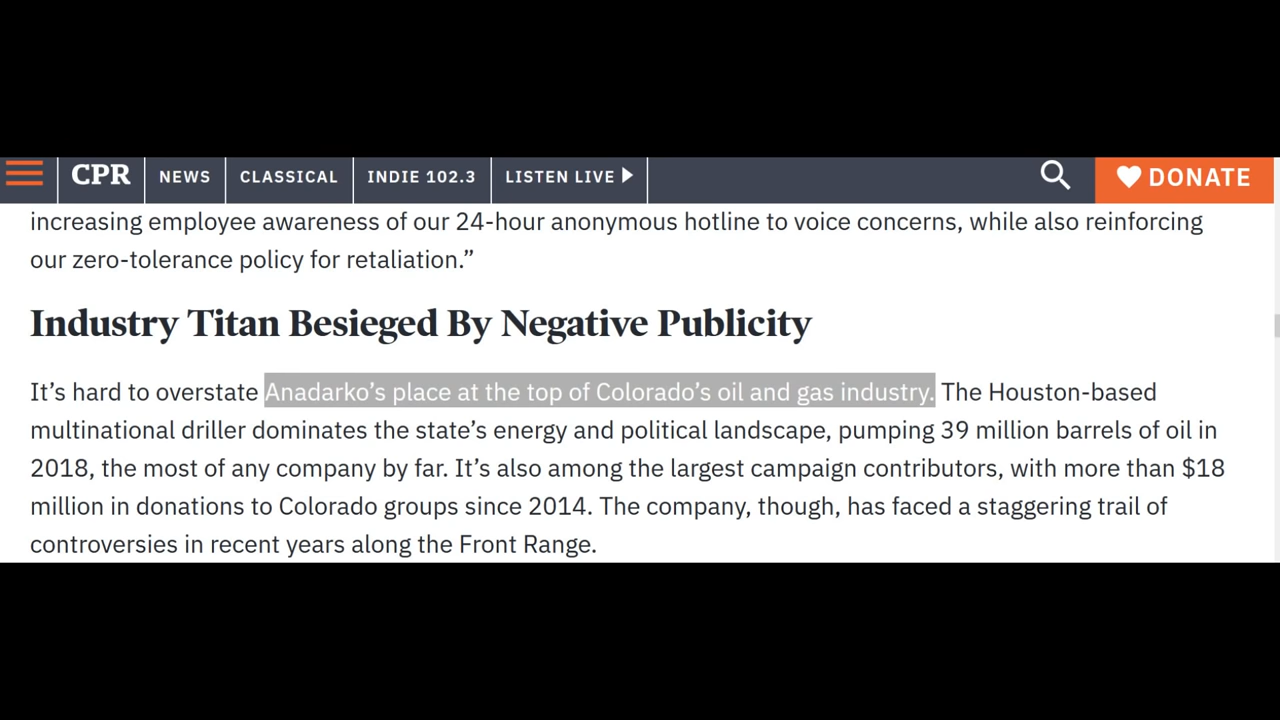 CPR NEWS CLASSICAL INDIE 102.3 LISTEN LIVE DONATE
increasing employee awareness of our 24-hour anonymous hotline to voice concerns, while also reinforcing
our zero-tolerance policy for retaliation.”
Industry Titan Besieged By Negative Publicity
It’s hard to overstate Anadarko’s place at the top of Colorado’s oil and gas industry. The Houston-based
multinational driller dominates the state’s energy and political landscape, pumping 39 million barrels of oil in
2018, the most of any company by far. It’s also among the largest campaign contributors, with more than $18
million in donations to Colorado groups since 2014. The company, though, has faced a staggering trail of
controversies in recent years along the Front Range.